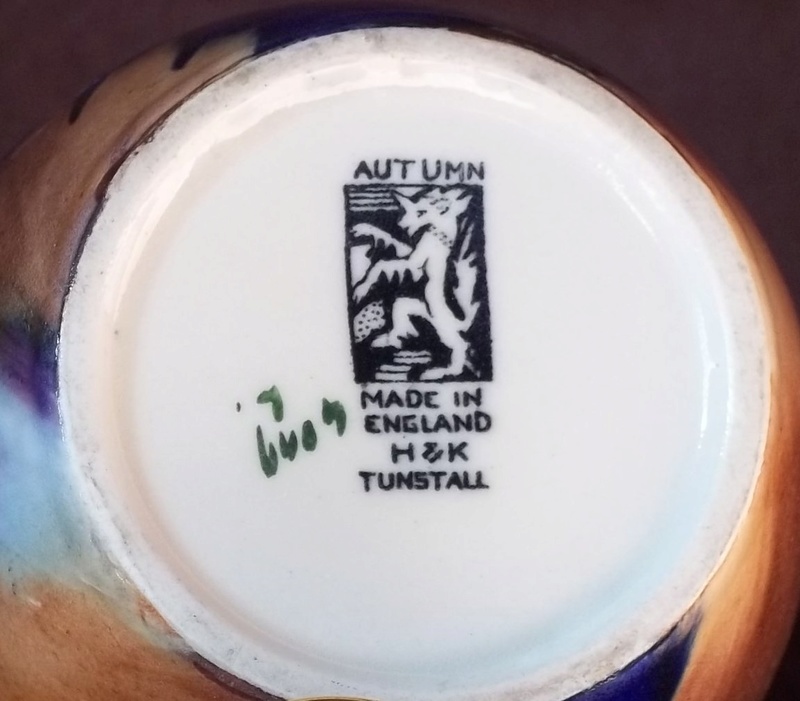 AUTUMN
MADE IN
ENGLAND
H & K
TUNSTALL